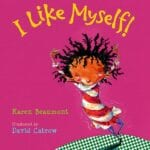 I Like Myself!
Karen Beaumont
Illustrated by
David Catrow